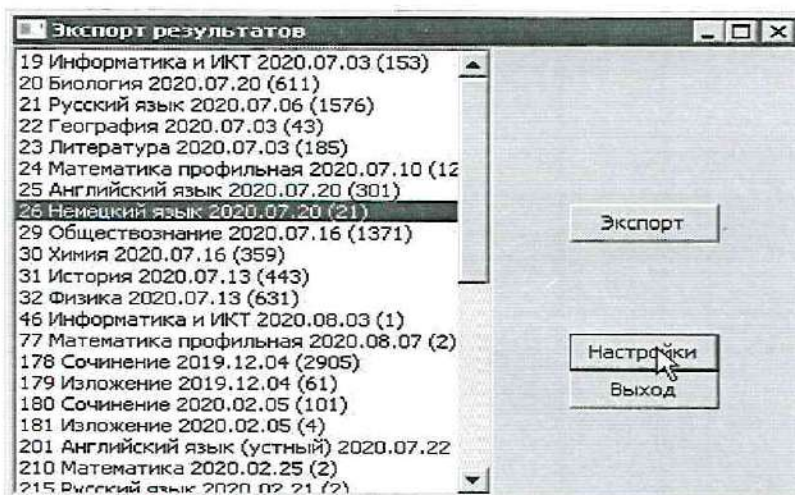 Экспорт результатов
19 Информатика и ИКТ 2020.07.03 (153)
20 Биология 2020.07.20 (611)
21 Русский язык 2020.07.06 (1576)
22 География 2020.07.03 (43)
23 Литература 2020.07.03 (185)
24 Математика профильная 2020.07.10 (12
25 Английский язык 2020.07.20 (301)
26 Немецкий язык 2020.07.20 (21)
29 Обществознание 2020.07.16 (1371)
30 Химия 2020.07.16 (359)
31 История 2020.07.13 (443)
32 Физика 2020.07.13 (631)
46 Информатика и ИКТ 2020.08.03 (1)
77 Математика профильная 2020.08.07 (2)
178 Сочинение 2019.12.04 (2905)
179 Изложение 2019.12.04 (61)
180 Сочинение 2020.02.05 (101)
181 Изложение 2020.02.05 (4)
201 Английский язык (устный) 2020.07.22
210 Математика 2020.02.25 (2)
215 Русский язык 2020.02.21 (2)
Экспорт
Настройки
Выход